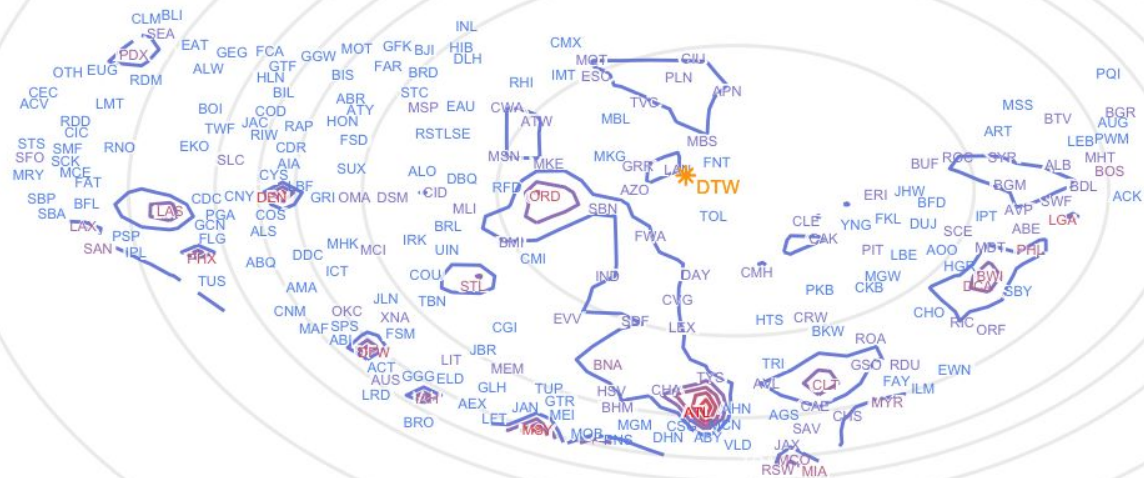 CLM BLI
SEA
EAT GEG FCA GGW MOT GFK BJI INL HIB DLH CMX
PDX
OTH EUG RDM ALW GTF HLN BIS FAR BRD RHI IMT MQT ESC CIU PLN APN PQI
CEC ACV LMT BOI BIL COD ABR ATY STC MSP EAU CWA ATW TVC MSS BGR
RDD CIC TWF JAC RIW RAP HON MBL BTV AUG
STS SMF RNO EKO CDR FSD RST LSE MBS ART LEB PWM
SFO SCK SLC AIA MSN MKE MKG GRR LAN FNT BUF ROC SYR ALB MHT
MRY MCE FAT CYS SUX ALO DBQ BOS
SBP BFL CDC CNY DEN GRI OMA DSM CID RFD ORD AZO DTW ERI JHW BFD BGM SWF BDL ACK
SBA LAS PGA COS MLI SBN TOL CLE YNG FKL DUJ IPT AVP LGA
LAX GCN ALS BRL FWA SCE ABE
SAN PSP FLG MHK MCI IRK UIN BMI CAK PIT LBE AOO MDT PHL
IPL PHX ABQ DDC ICT CMI HGR
TUS AMA COU STL IND DAY CMH MGW CKB BWI DCA SBY
JLN TBN CVG PKB
CNM OKC XNA EVV SDF LEX HTS CRW CHO RIC ORF
MAF SPS ABI FSM CGI BKW ROA
DFW LIT JBR MEM BNA TRI GSO RDU EWN
ACT AUS GGG ELD GLH TUP HSV CHA TYS AVL CLT FAY ILM
LRD IAH AEX JAN GTR BHM ATL AHN CAE MYR
BRO LFT MEI MGM CSG MCN AGS CHS
MSY MOB PNS DHN ABY VLD SAV
JAX
MCO
RSW MIA